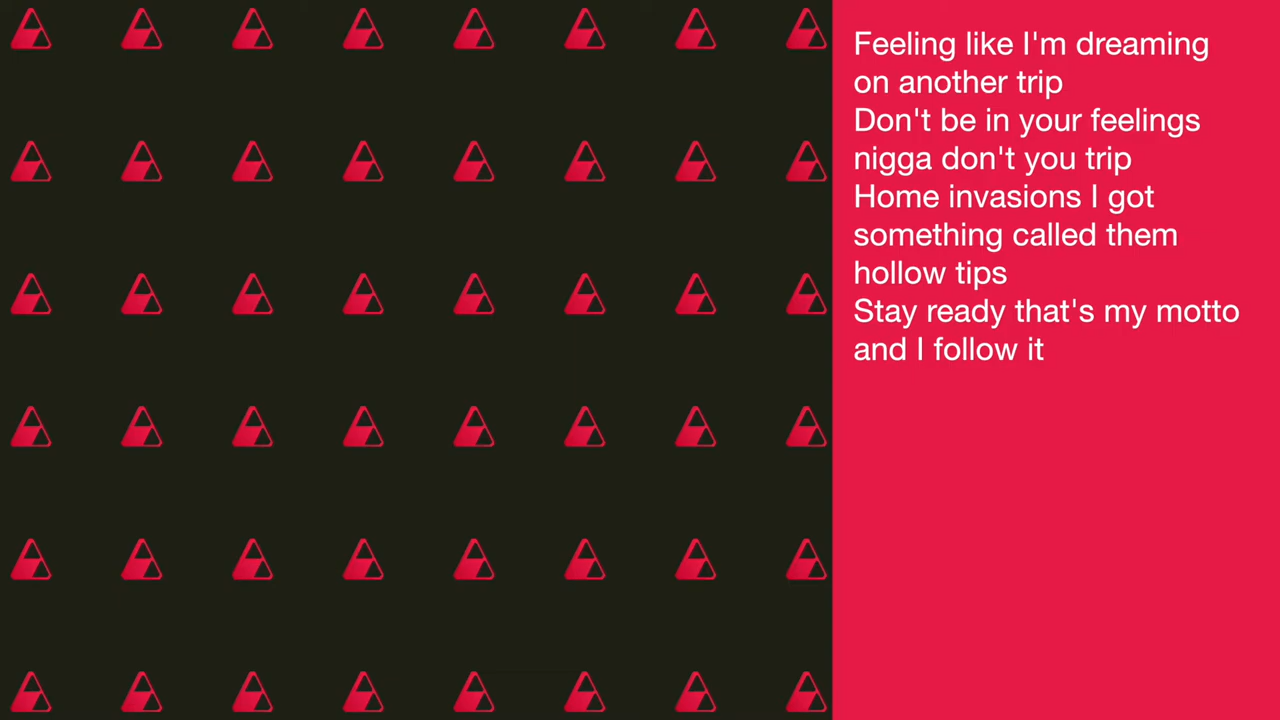 Feeling like I'm dreaming
on another trip
Don't be in your feelings
nigga don't you trip
Home invasions I got
something called them
hollow tips
Stay ready that's my motto
and I follow it